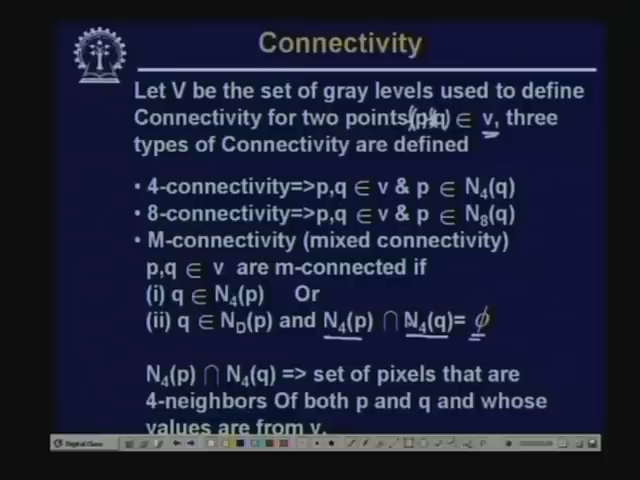 Connectivity
Let V be the set of gray levels used to define
Connectivity for two points(p,q) ∈ v, three
types of Connectivity are defined
• 4-connectivity=>p,q ∈ v & p ∈ N₄(q)
• 8-connectivity=>p,q ∈ v & p ∈ N₈(q)
• M-connectivity (mixed connectivity)
p,q ∈ v are m-connected if
(i) q ∈ N₄(p) Or
(ii) q ∈ N_D(p) and N₄(p) ∩ N₄(q)= ϕ
N₄(p) ∩ N₄(q) => set of pixels that are
4-neighbors Of both p and q and whose
values are from v.